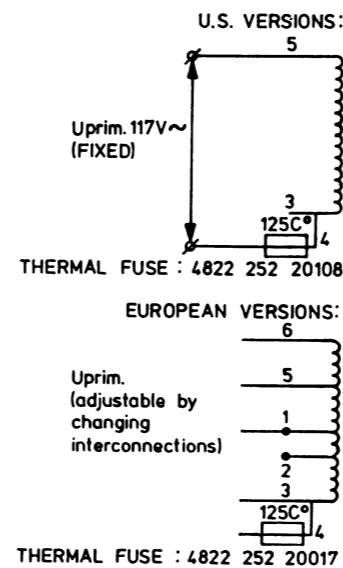 U.S. VERSIONS:
5
Uprim. 117V~
(FIXED)
3
125C°
4
THERMAL FUSE : 4822 252 20108
EUROPEAN VERSIONS:
6
5
Uprim.
(adjustable by
changing
interconnections)
1
2
3
125C°
4
THERMAL FUSE : 4822 252 20017